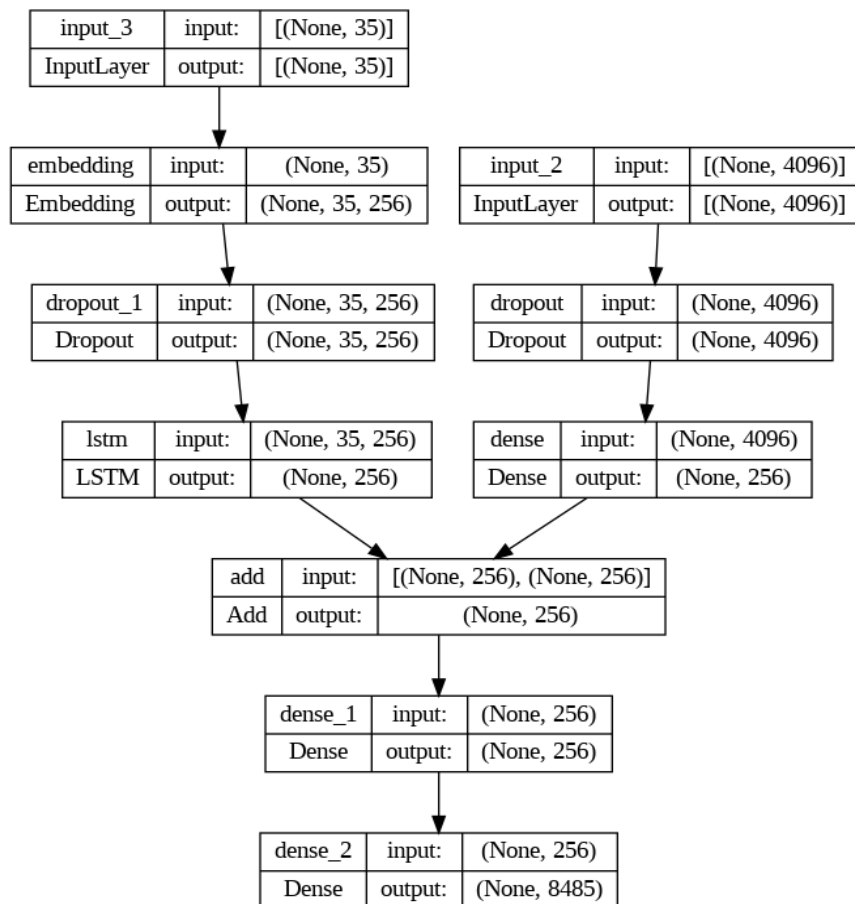 input_3 input: [(None, 35)]
InputLayer output: [(None, 35)]
embedding input: (None, 35)
Embedding output: (None, 35, 256)
input_2 input: [(None, 4096)]
InputLayer output: [(None, 4096)]
dropout_1 input: (None, 35, 256)
Dropout output: (None, 35, 256)
dropout input: (None, 4096)
Dropout output: (None, 4096)
lstm input: (None, 35, 256)
LSTM output: (None, 256)
dense input: (None, 4096)
Dense output: (None, 256)
add input: [(None, 256), (None, 256)]
Add output: (None, 256)
dense_1 input: (None, 256)
Dense output: (None, 256)
dense_2 input: (None, 256)
Dense output: (None, 8485)